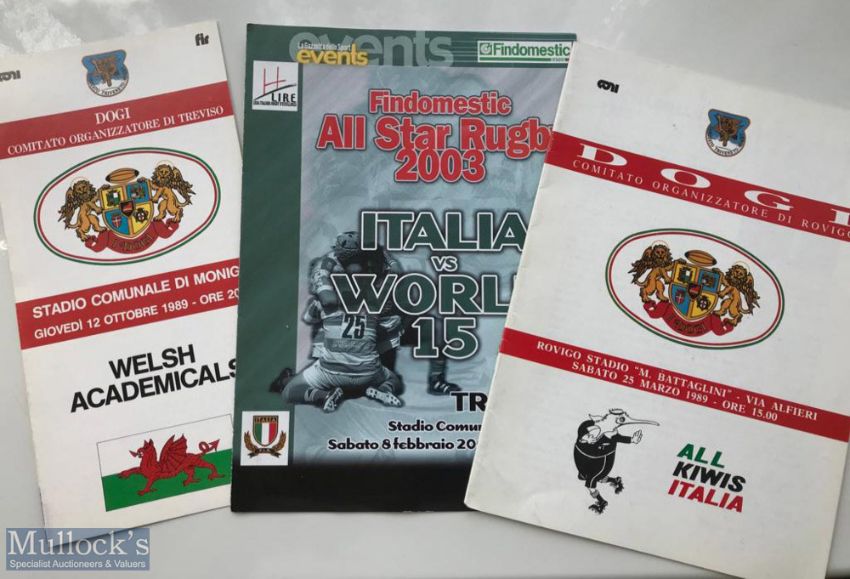 fir
DOGI
COMITATO ORGANIZZATORE DI TREVISO
STADIO COMUNALE DI MONIG
GIOVEDÌ 12 OTTOBRE 1989 - ORE 20
WELSH
ACADEMICALS
La Gazzetta dello Sport
events
events
Findomestic
LIRE
Findomestic
All Star Rugby
2003
ITALIA
vs
WORL
15
25
ITALIA
F.I.R.
TR
Stadio Comun
Sabato 8 febbraio 20
DOGI
COMITATO ORGANIZZATORE DI ROVIGO
ROVIGO STADIO "M. BATTAGLINI" - VIA ALFIERI
SABATO 25 MARZO 1989 - ORE 15.00
ALL
KIWIS
ITALIA
Mullock's
Specialist Auctioneers & Valuers